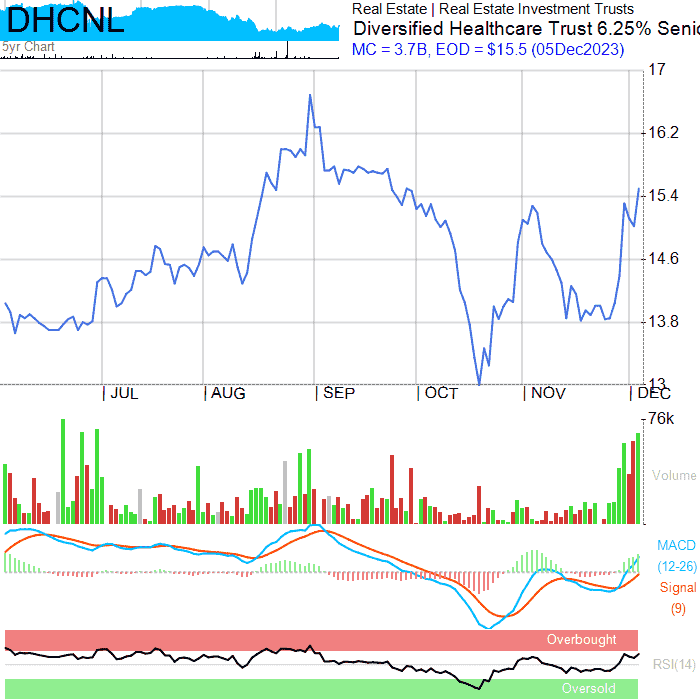 DHCNL
5yr Chart
Real Estate | Real Estate Investment Trusts
Diversified Healthcare Trust 6.25% Senio
MC = 3.7B, EOD = $15.5 (05Dec2023)
17
16.2
15.4
14.6
13.8
13
JUL
AUG
SEP
OCT
NOV
DEC
76k
Volume
MACD
(12-26)
Signal
(9)
Overbought
RSI(14)
Oversold